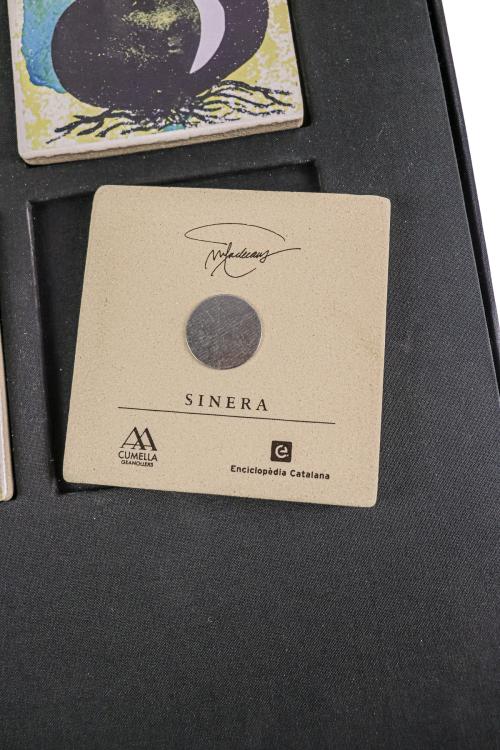 SINERA
CUMELLA
GRANOLLERS
Enciclopèdia Catalana